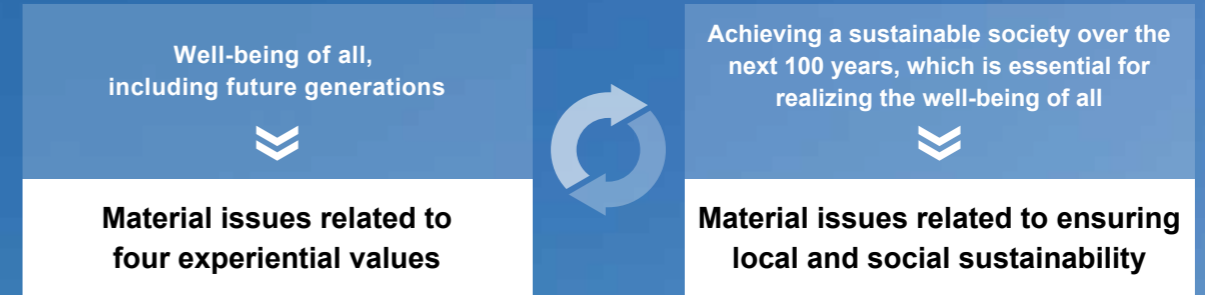 Well-being of all,
including future generations
Material issues related to
four experiential values
Achieving a sustainable society over the
next 100 years, which is essential for
realizing the well-being of all
Material issues related to ensuring
local and social sustainability